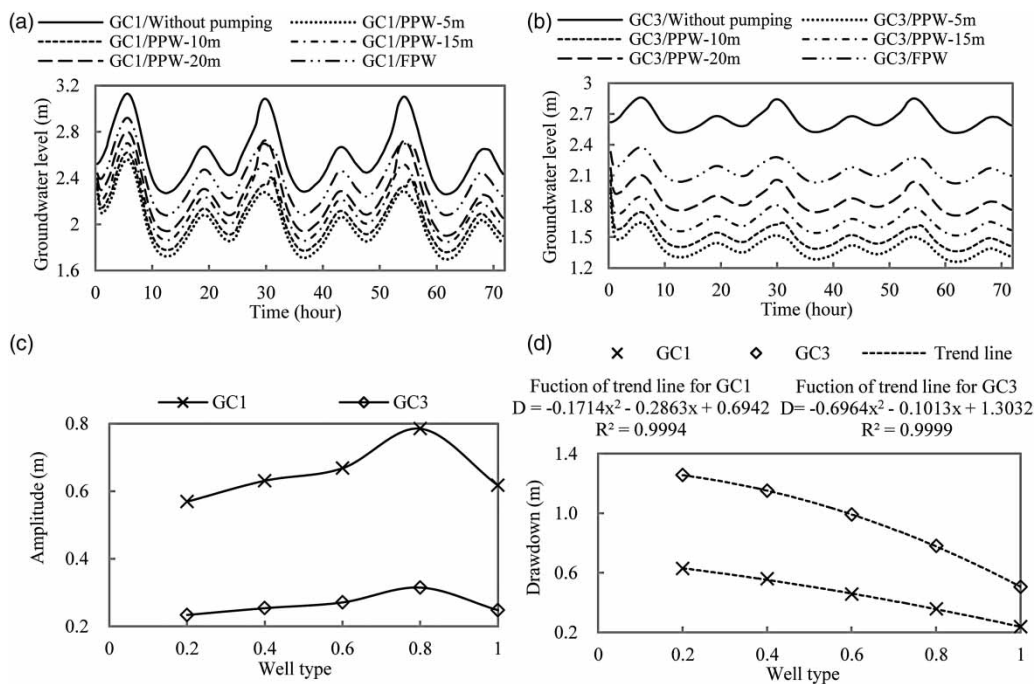 (a)
GC1/Without pumping
GC1/PPW-5m
GC1/PPW-10m
GC1/PPW-15m
GC1/PPW-20m
GC1/FPW
3.2
2.8
2.4
2
1.6
Groundwater level (m)
0 10 20 30 40 50 60 70
Time (hour)
(b)
GC3/Without pumping
GC3/PPW-5m
GC3/PPW-10m
GC3/PPW-15m
GC3/PPW-20m
GC3/FPW
3
2.7
2.4
2.1
1.8
1.5
1.2
Groundwater level (m)
0 10 20 30 40 50 60 70
Time (hour)
(c)
GC1
GC3
0.8
0.6
0.4
0.2
Amplitude (m)
0 0.2 0.4 0.6 0.8 1
Well type
(d)
GC1
GC3
Trend line
Fuction of trend line for GC1
D = -0.1714x² - 0.2863x + 0.6942
R² = 0.9994
Fuction of trend line for GC3
D= -0.6964x² - 0.1013x + 1.3032
R² = 0.9999
1.4
1.0
0.6
0.2
Drawdown (m)
0 0.2 0.4 0.6 0.8 1
Well type